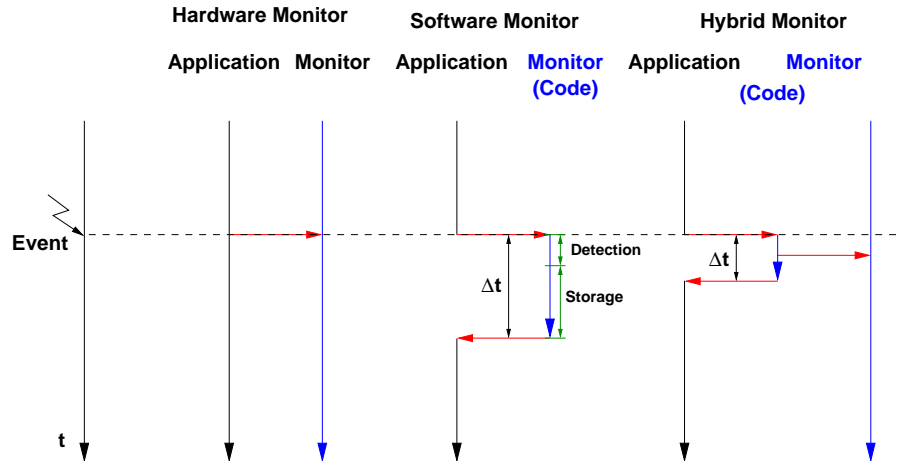 Hardware Monitor
Software Monitor
Hybrid Monitor
Application Monitor
Application Monitor
(Code)
Application Monitor
(Code)
Event
Detection
Δt
Storage
Δt
t